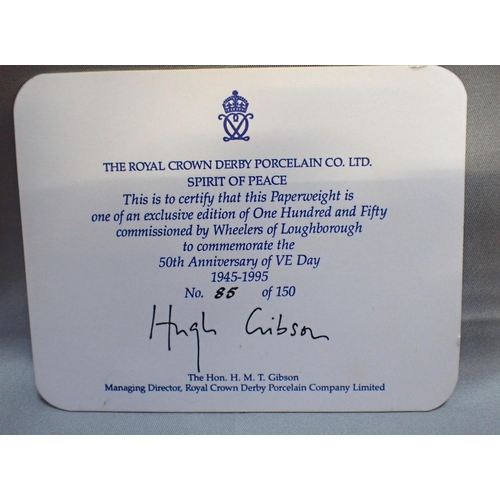 THE ROYAL CROWN DERBY PORCELAIN CO. LTD.
SPIRIT OF PEACE
This is to certify that this Paperweight is
one of an exclusive edition of One Hundred and Fifty
commissioned by Wheelers of Loughborough
to commemorate the
50th Anniversary of VE Day
1945-1995
No. 85 of 150
Hugh Gibson
The Hon. H. M. T. Gibson
Managing Director, Royal Crown Derby Porcelain Company Limited